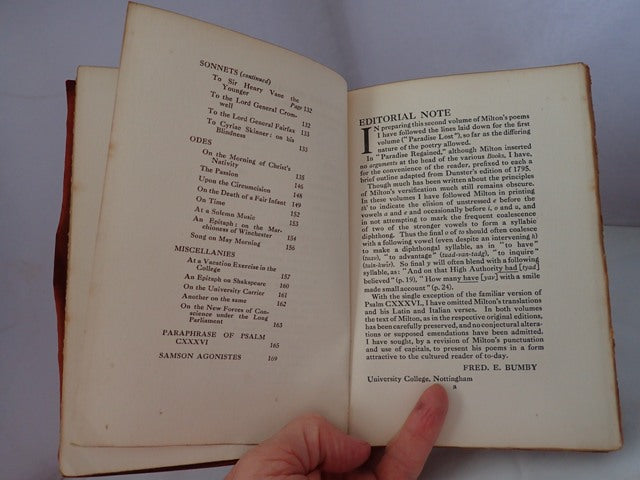 SONNETS (continued)
To Sir Henry Vane the
Younger Page 132
To the Lord General Crom-
well 132
To the Lord General Fairfax 133
To Cyriac Skinner: on his
Blindness 133
ODES
On the Morning of Christ's
Nativity 135
The Passion 146
Upon the Circumcision 148
On the Death of a Fair Infant 149
On Time 152
At a Solemn Music 153
An Epitaph on the Mar-
chioness of Winchester 154
Song on May Morning 156
MISCELLANIES
At a Vacation Exercise in the
College 157
An Epitaph on Shakespeare 160
On the University Carrier 161
Another on the same 162
On the New Forces of Con-
science under the Long
Parliament 163
PARAPHRASE OF PSALM
CXXXVI 165
SAMSON AGONISTES 169
EDITORIAL NOTE
IN preparing this second volume of Milton's poems
I have followed the lines laid down for the first
volume ("Paradise Lost"), so far as the differing
nature of the poetry allowed.
In "Paradise Regained," although Milton inserted
no arguments at the head of the various Books, I have,
for the convenience of the reader, prefixed to each a
brief outline adapted from Dunster's edition of 1795.
Though much has been written about the principles
of Milton's versification much still remains obscure.
In these volumes I have followed Milton in printing
th' to indicate the elision of unstressed e before the
vowels a and e and occasionally before i, o and u, and
in not attempting to mark the frequent coalescence
of two of the stronger vowels to form a syllabic
diphthong. Thus the final o of to should often coalesce
with a following vowel (even despite an intervening h)
to make a diphthongal syllable, as in "to have"
"to advantage" "to inquire"
So final y will often blend with a following
syllable, as: "And on that High Authority had [tyad]
believed" (p. 19), "How many have [yav] with a smile
made small account" (p. 24).
With the single exception of the familiar version of
Psalm CXXXVI, I have omitted Milton's translations
and his Latin and Italian verses. In both volumes
the text of Milton, as in the respective original editions,
has been carefully preserved, and no conjectural altera-
tions or supposed emendations have been admitted.
I have sought, by a revision of Milton's punctuation
and use of capitals, to present his poems in a form
attractive to the cultured reader of to-day.
FRED. E. BUMBY
University College, Nottingham
a